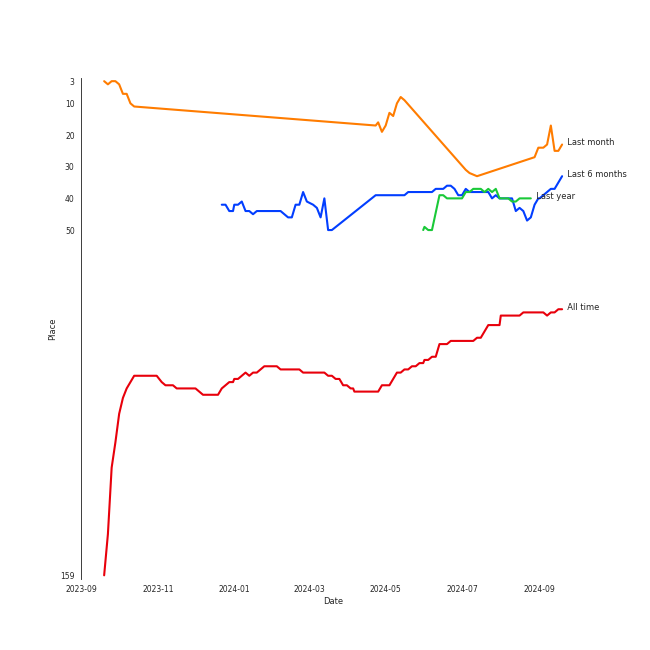 3
10
Last month
20
30
Last 6 months
40
Last year
50
All time
Place
159
2023-09
2023-11
2024-01
2024-03
2024-05
2024-07
2024-09
Date